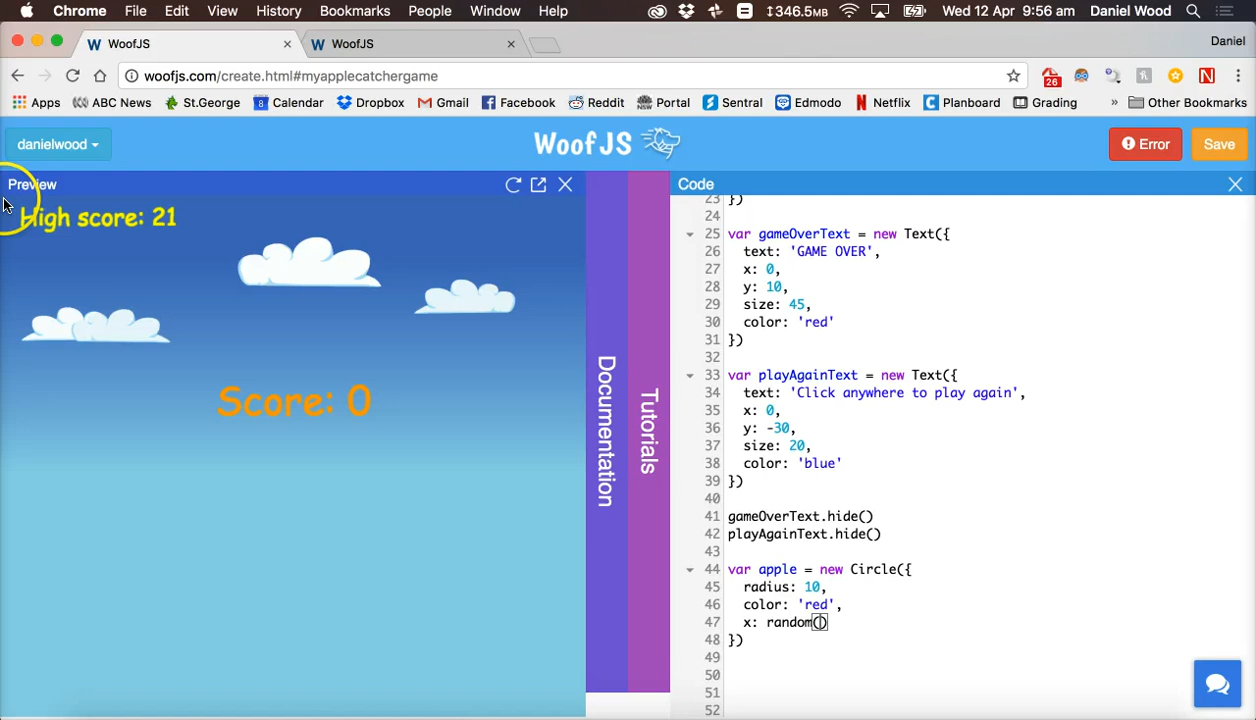 Chrome File Edit View History Bookmarks People Window Help 346.5MB Wed 12 Apr 9:56 am Daniel Wood
W WoofJS × W WoofJS × Daniel
woofjs.com/create.html#myapplecatchergame 26 N
Apps ABC News St.George 8 Calendar Dropbox Gmail Facebook Reddit Portal Sentral Edmodo Netflix Planboard Grading » Other Bookmarks
danielwood WoofJS Error Save
Preview
Code
High score: 21
Score: 0
Documentation
Tutorials
23 })
24
25 var gameOverText = new Text({
26 text: 'GAME OVER',
27 x: 0,
28 y: 10,
29 size: 45,
30 color: 'red'
31 })
32
33 var playAgainText = new Text({
34 text: 'Click anywhere to play again',
35 x: 0,
36 y: -30,
37 size: 20,
38 color: 'blue'
39 })
40
41 gameOverText.hide()
42 playAgainText.hide()
43
44 var apple = new Circle({
45 radius: 10,
46 color: 'red',
47 x: random()
48 })
49
50
51
52